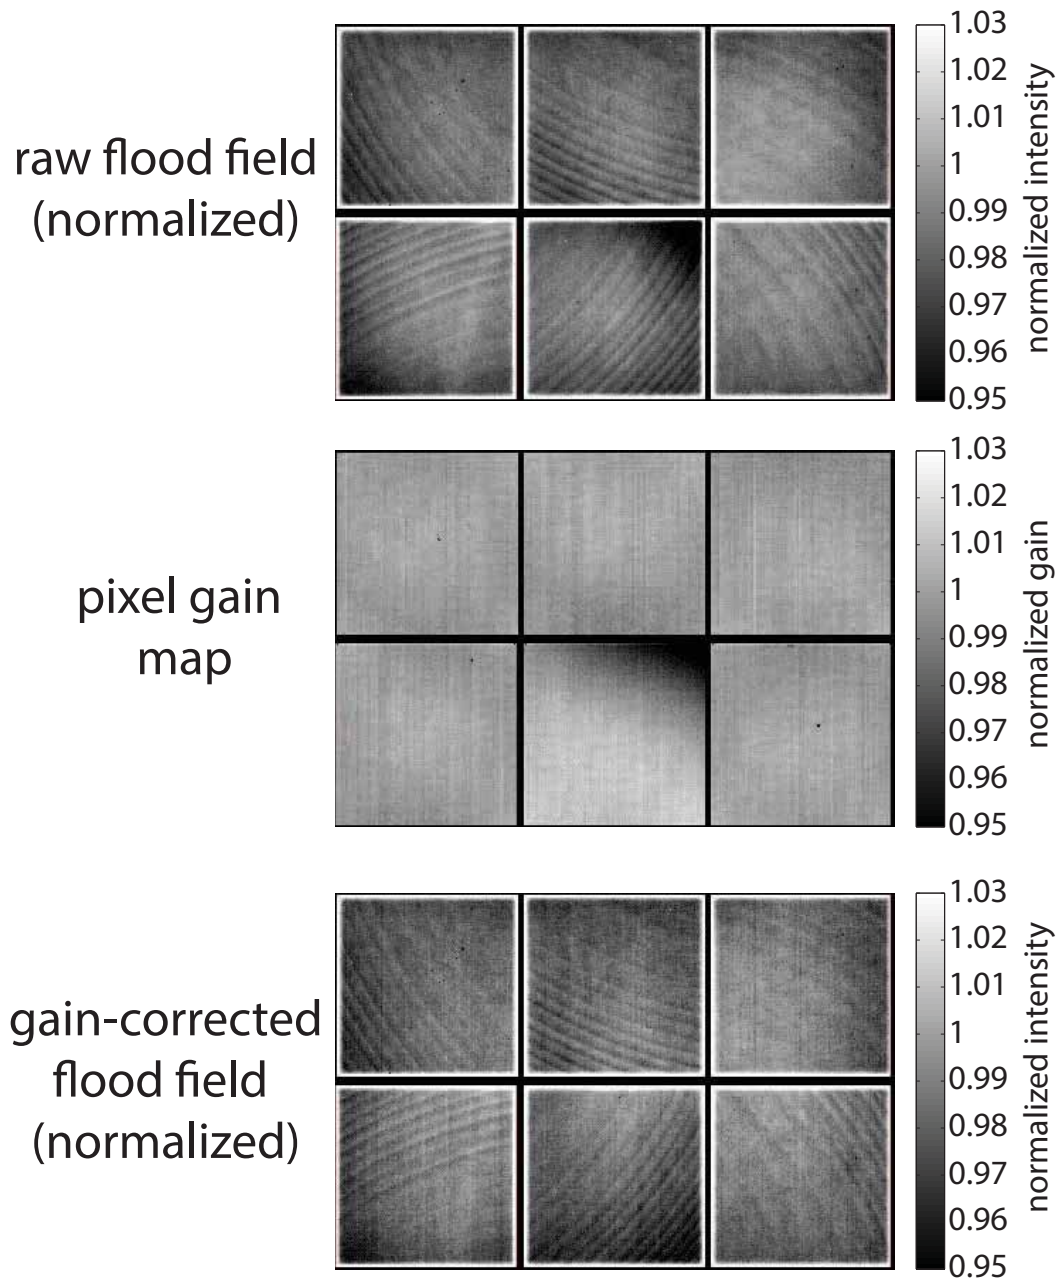 raw flood field
(normalized)
1.03
1.02
1.01
1
0.99
0.98
0.97
0.96
0.95
normalized intensity
pixel gain
map
1.03
1.02
1.01
1
0.99
0.98
0.97
0.96
0.95
normalized gain
gain-corrected
flood field
(normalized)
1.03
1.02
1.01
1
0.99
0.98
0.97
0.96
0.95
normalized intensity